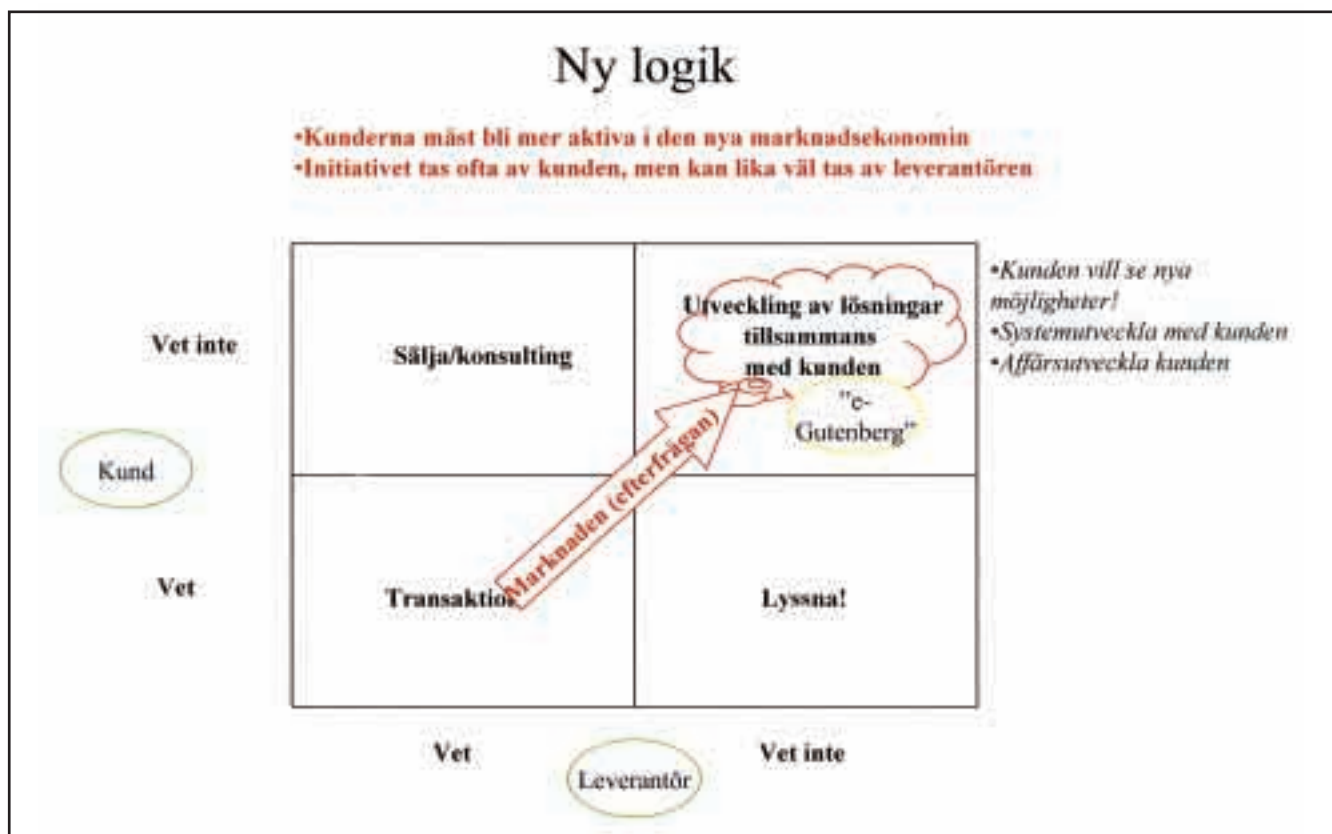 Ny logik
•Kunderna mäst bli mer aktiva i den nya marknadsekonomin
•Initiativet tas ofta av kunden, men kan lika väl tas av leverantören
•Kunden vill se nya
möjligheter!
•Systemutveckla med kunden
•Affärsutveckla kunden
Vet inte
Sälja/konsulting
Utveckling av lösningar
tillsammans
med kunden
"e-
Gutenberg"
Kund
Marknaden (efterfrågan)
Vet
Transaktion
Lyssna!
Vet
Vet inte
Leverantör